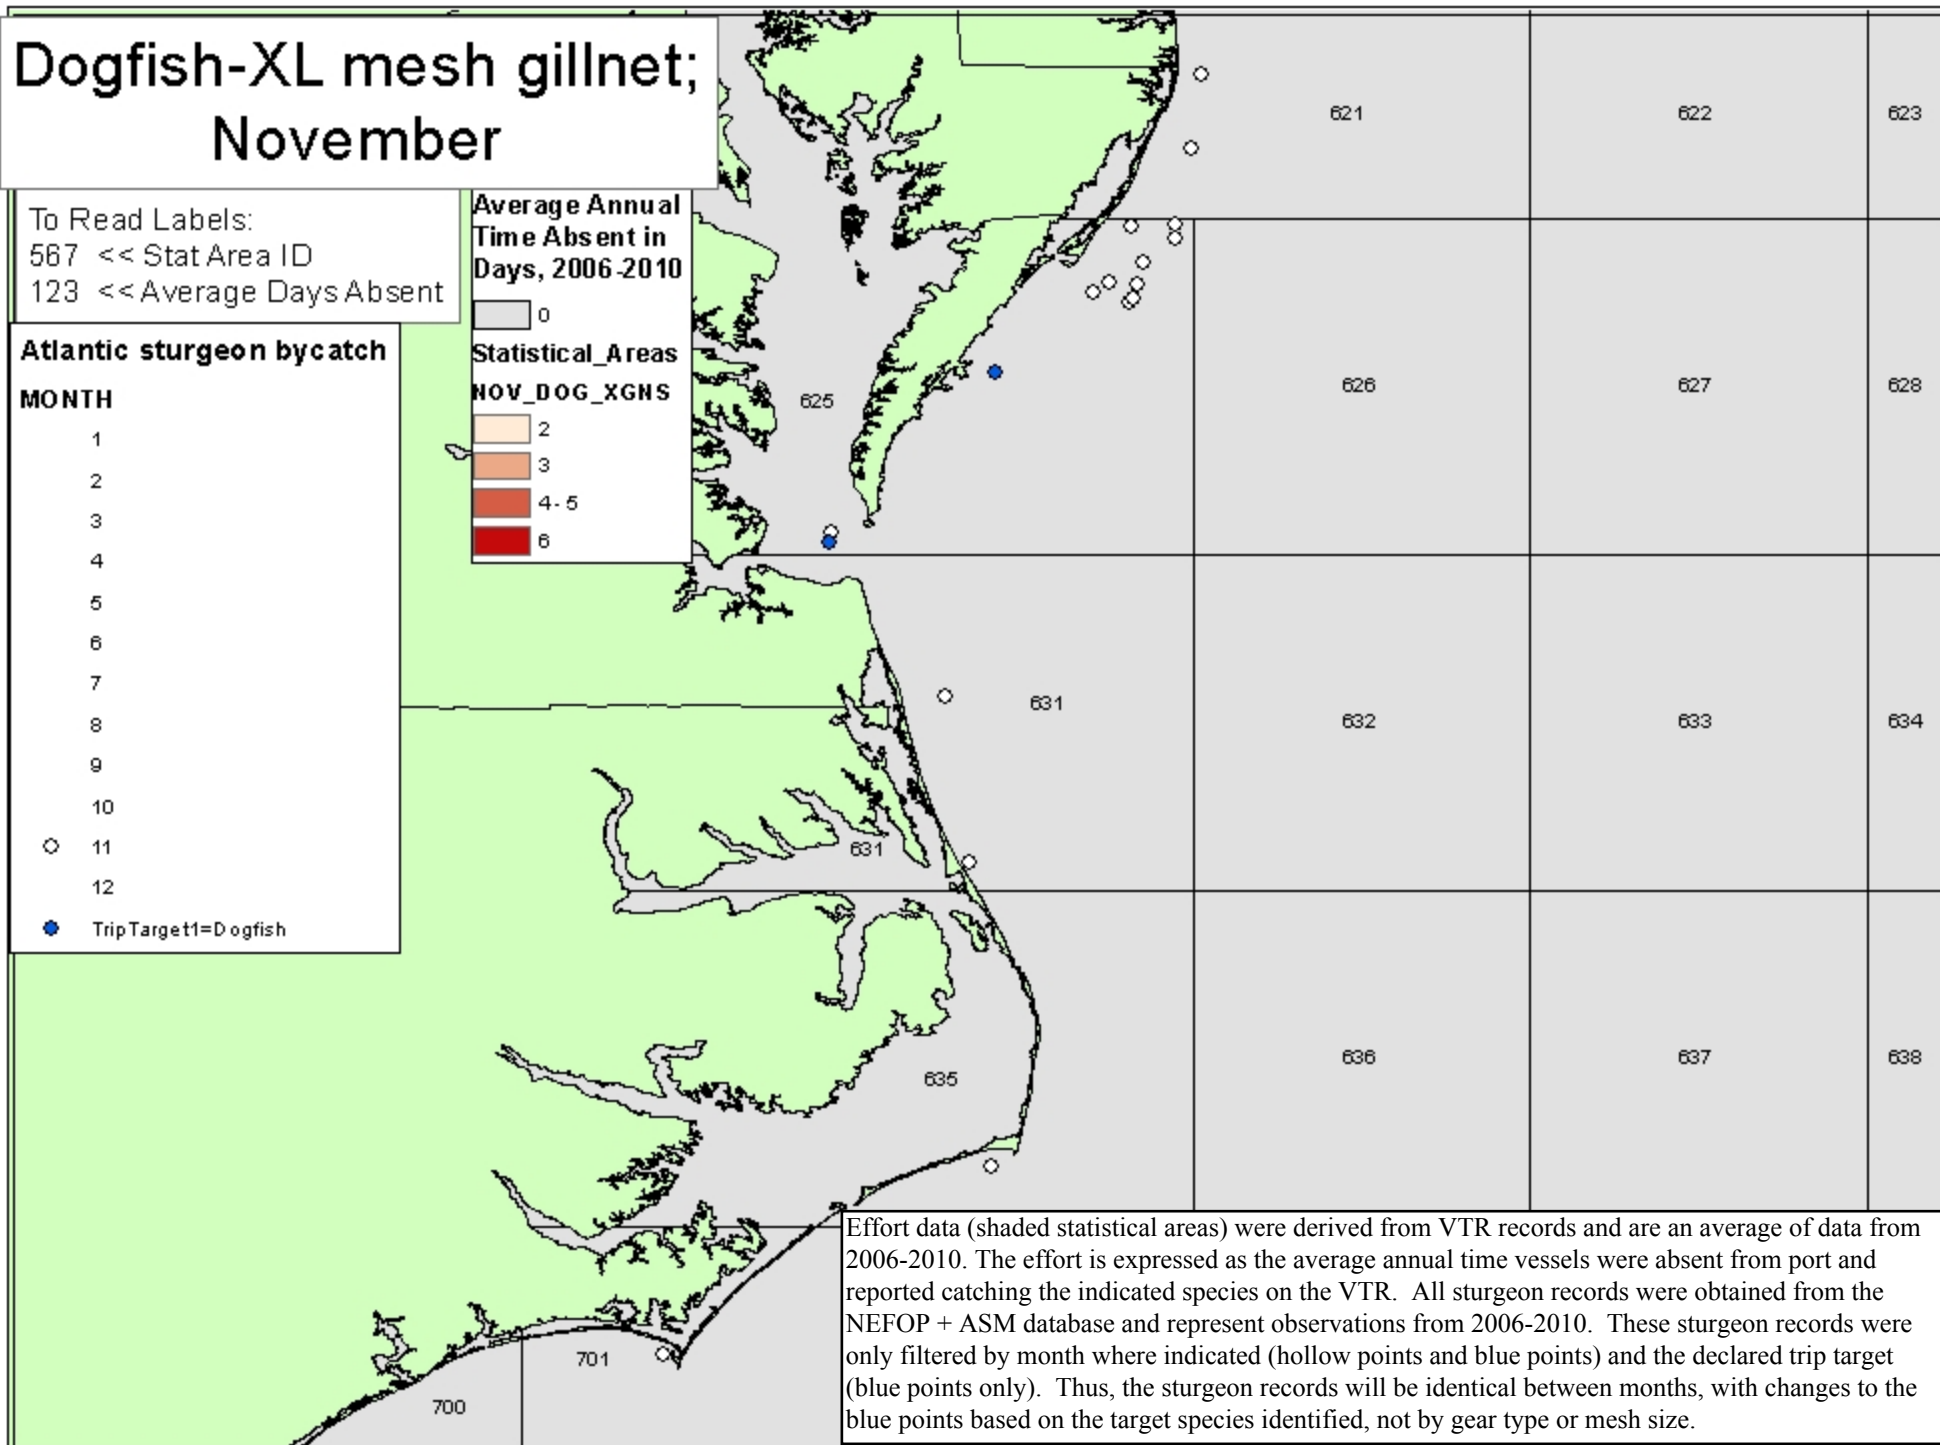 Dogfish-XL mesh gillnet;
November
To Read Labels:
567 << Stat Area ID
123 << Average Days Absent
Atlantic sturgeon bycatch
MONTH
1
2
3
4
5
6
7
8
9
10
11
12
TripTarget1=Dogfish
Average Annual
Time Absent in
Days, 2006-2010
0
Statistical_Areas
NOV_DOG_XGNS
2
3
4-5
6
621
622
623
625
626
627
628
631
632
633
634
631
635
636
637
638
701
700
Effort data (shaded statistical areas) were derived from VTR records and are an average of data from
2006-2010. The effort is expressed as the average annual time vessels were absent from port and
reported catching the indicated species on the VTR. All sturgeon records were obtained from the
NEFOP + ASM database and represent observations from 2006-2010. These sturgeon records were
only filtered by month where indicated (hollow points and blue points) and the declared trip target
(blue points only). Thus, the sturgeon records will be identical between months, with changes to the
blue points based on the target species identified, not by gear type or mesh size.